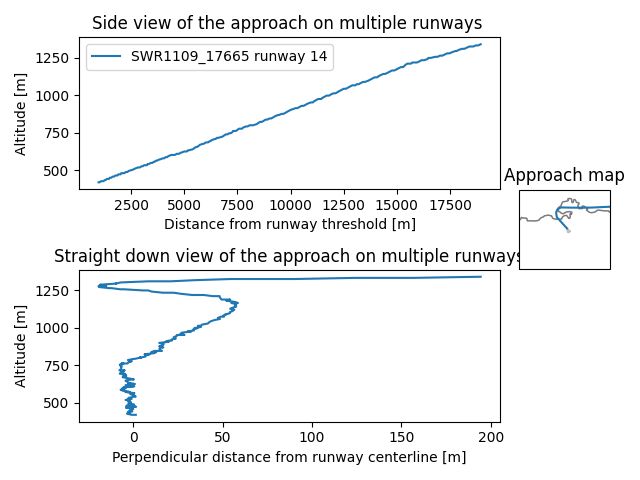 Side view of the approach on multiple runways
Altitude [m]
1250
1000
750
500
SWR1109_17665 runway 14
2500 5000 7500 10000 12500 15000 17500
Distance from runway threshold [m]
Approach map
Straight down view of the approach on multiple runways
Altitude [m]
1250
1000
750
500
0 50 100 150 200
Perpendicular distance from runway centerline [m]